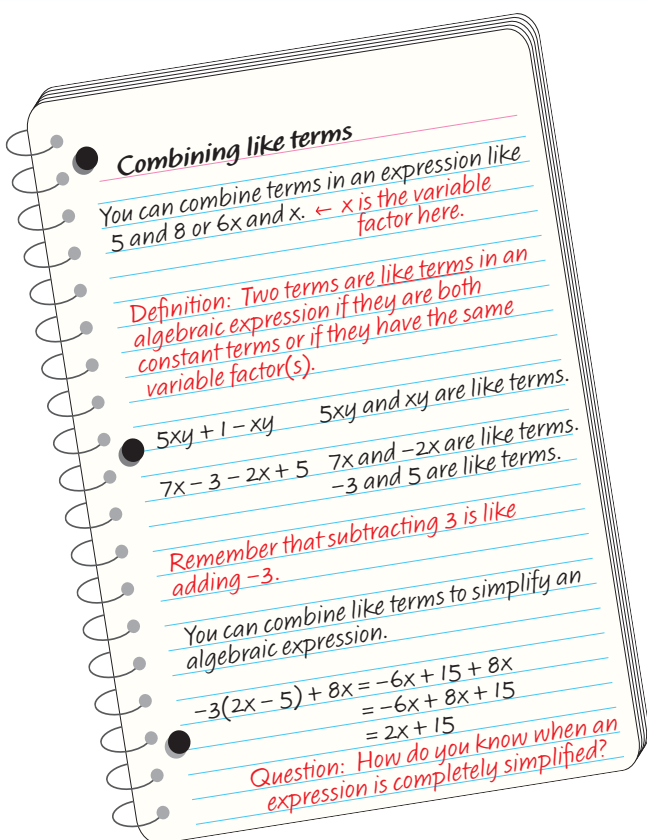 Combining like terms
You can combine terms in an expression like
5 and 8 or 6x and x. ← x is the variable
factor here.
Definition: Two terms are like terms in an
algebraic expression if they are both
constant terms or if they have the same
variable factor(s).
5xy + 1 − xy 5xy and xy are like terms.
7x − 3 − 2x + 5 7x and −2x are like terms.
−3 and 5 are like terms.
Remember that subtracting 3 is like
adding −3.
You can combine like terms to simplify an
algebraic expression.
−3(2x − 5) + 8x = −6x + 15 + 8x
= −6x + 8x + 15
= 2x + 15
Question: How do you know when an
expression is completely simplified?